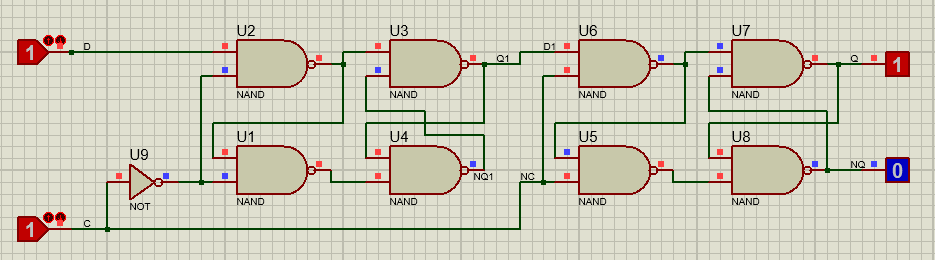 U2
U3
U6
U7
1
D
Q1
D1
Q
1
NAND
NAND
NAND
NAND
U9
U1
U4
U5
U8
NQ1
NC
NQ
0
NOT
NAND
NAND
NAND
NAND
1
C